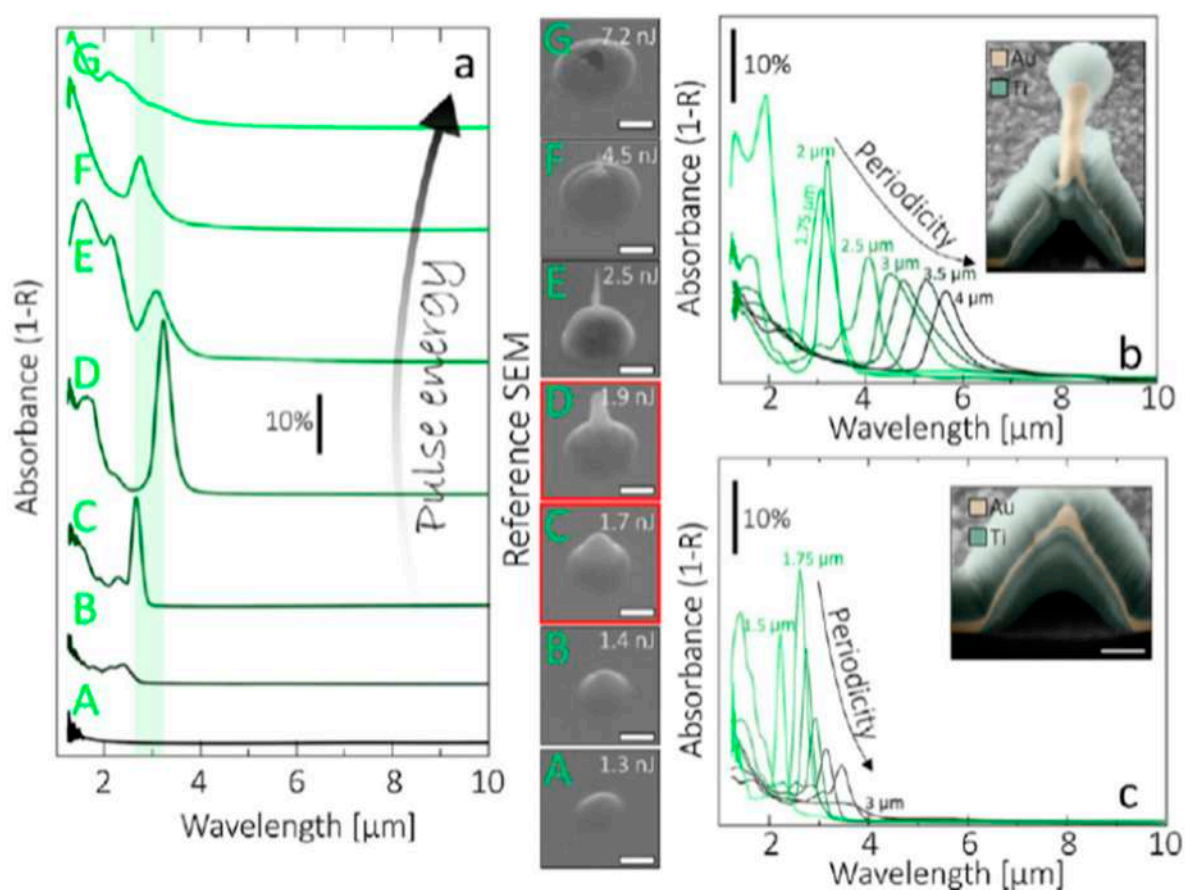 a
G
F
E
D
C
B
A
Pulse energy
10%
Absorbance (1-R)
2 4 6 8 10
Wavelength [µm]
Reference SEM
G 7.2 nJ
F 4.5 nJ
E 2.5 nJ
D 1.9 nJ
C 1.7 nJ
B 1.4 nJ
A 1.3 nJ
Absorbance (1-R)
10%
2 µm
1.75 µm
2.5 µm
3 µm
3.5 µm
4 µm
Periodicity
Au
Ti
b
2 4 6 8 10
Wavelength [µm]
Absorbance (1-R)
10%
1.75 µm
1.5 µm
Periodicity
3 µm
Au
Ti
c
2 4 6 8 10
Wavelength [µm]